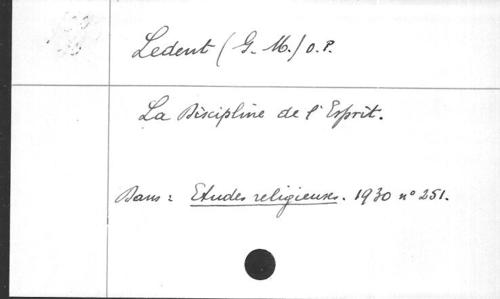 Ledent (G. M.) O.P.
La Discipline de l'Esprit.
Dans : Etudes religieuses. 1930 n° 251.